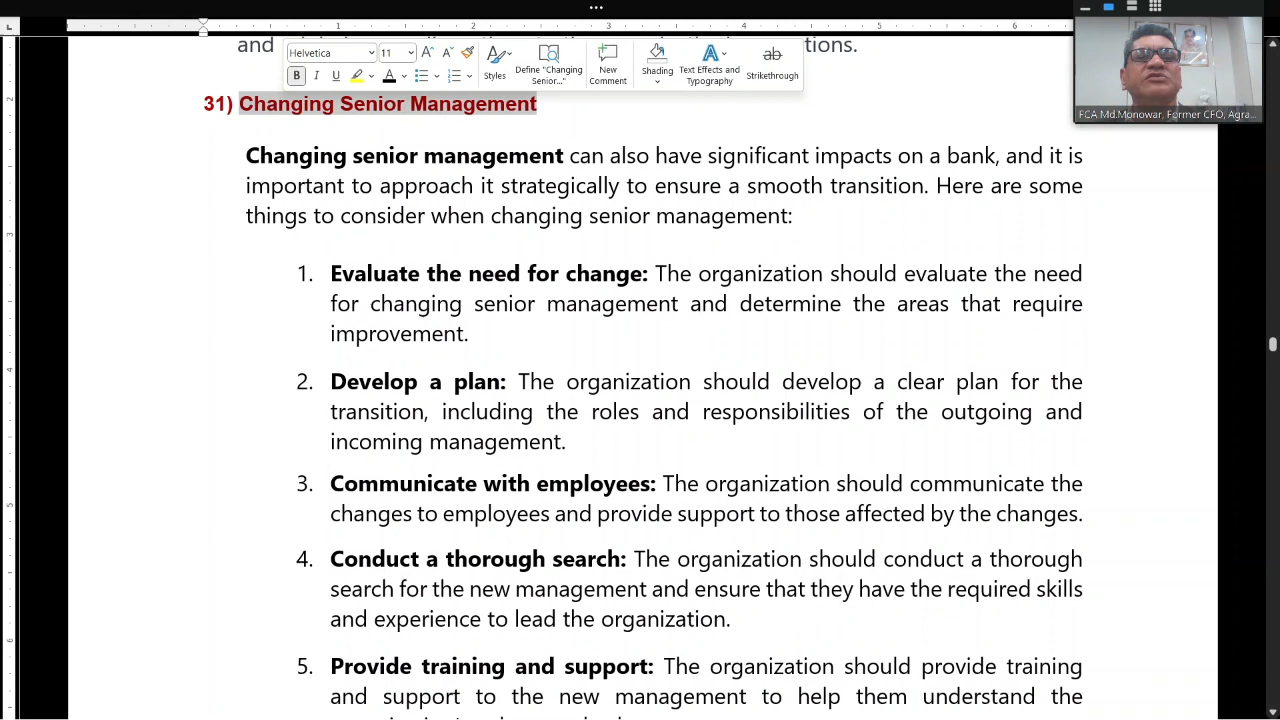 and
tions.
Helvetica
11
Styles
Define "Changing
Senior..."
New
Comment
Shading
Text Effects and
Typography
ab
Strikethrough
B I U A
31) Changing Senior Management
FCA Md.Monowar, Former CFO, Agra...
Changing senior management can also have significant impacts on a bank, and it is
important to approach it strategically to ensure a smooth transition. Here are some
things to consider when changing senior management:
1. Evaluate the need for change: The organization should evaluate the need
for changing senior management and determine the areas that require
improvement.
2. Develop a plan: The organization should develop a clear plan for the
transition, including the roles and responsibilities of the outgoing and
incoming management.
3. Communicate with employees: The organization should communicate the
changes to employees and provide support to those affected by the changes.
4. Conduct a thorough search: The organization should conduct a thorough
search for the new management and ensure that they have the required skills
and experience to lead the organization.
5. Provide training and support: The organization should provide training
and support to the new management to help them understand the